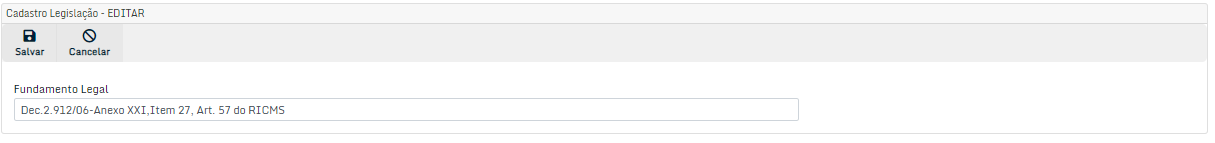 Cadastro Legislação - EDITAR
Salvar Cancelar
Fundamento Legal
Dec.2.912/06-Anexo XXI,Item 27, Art. 57 do RICMS